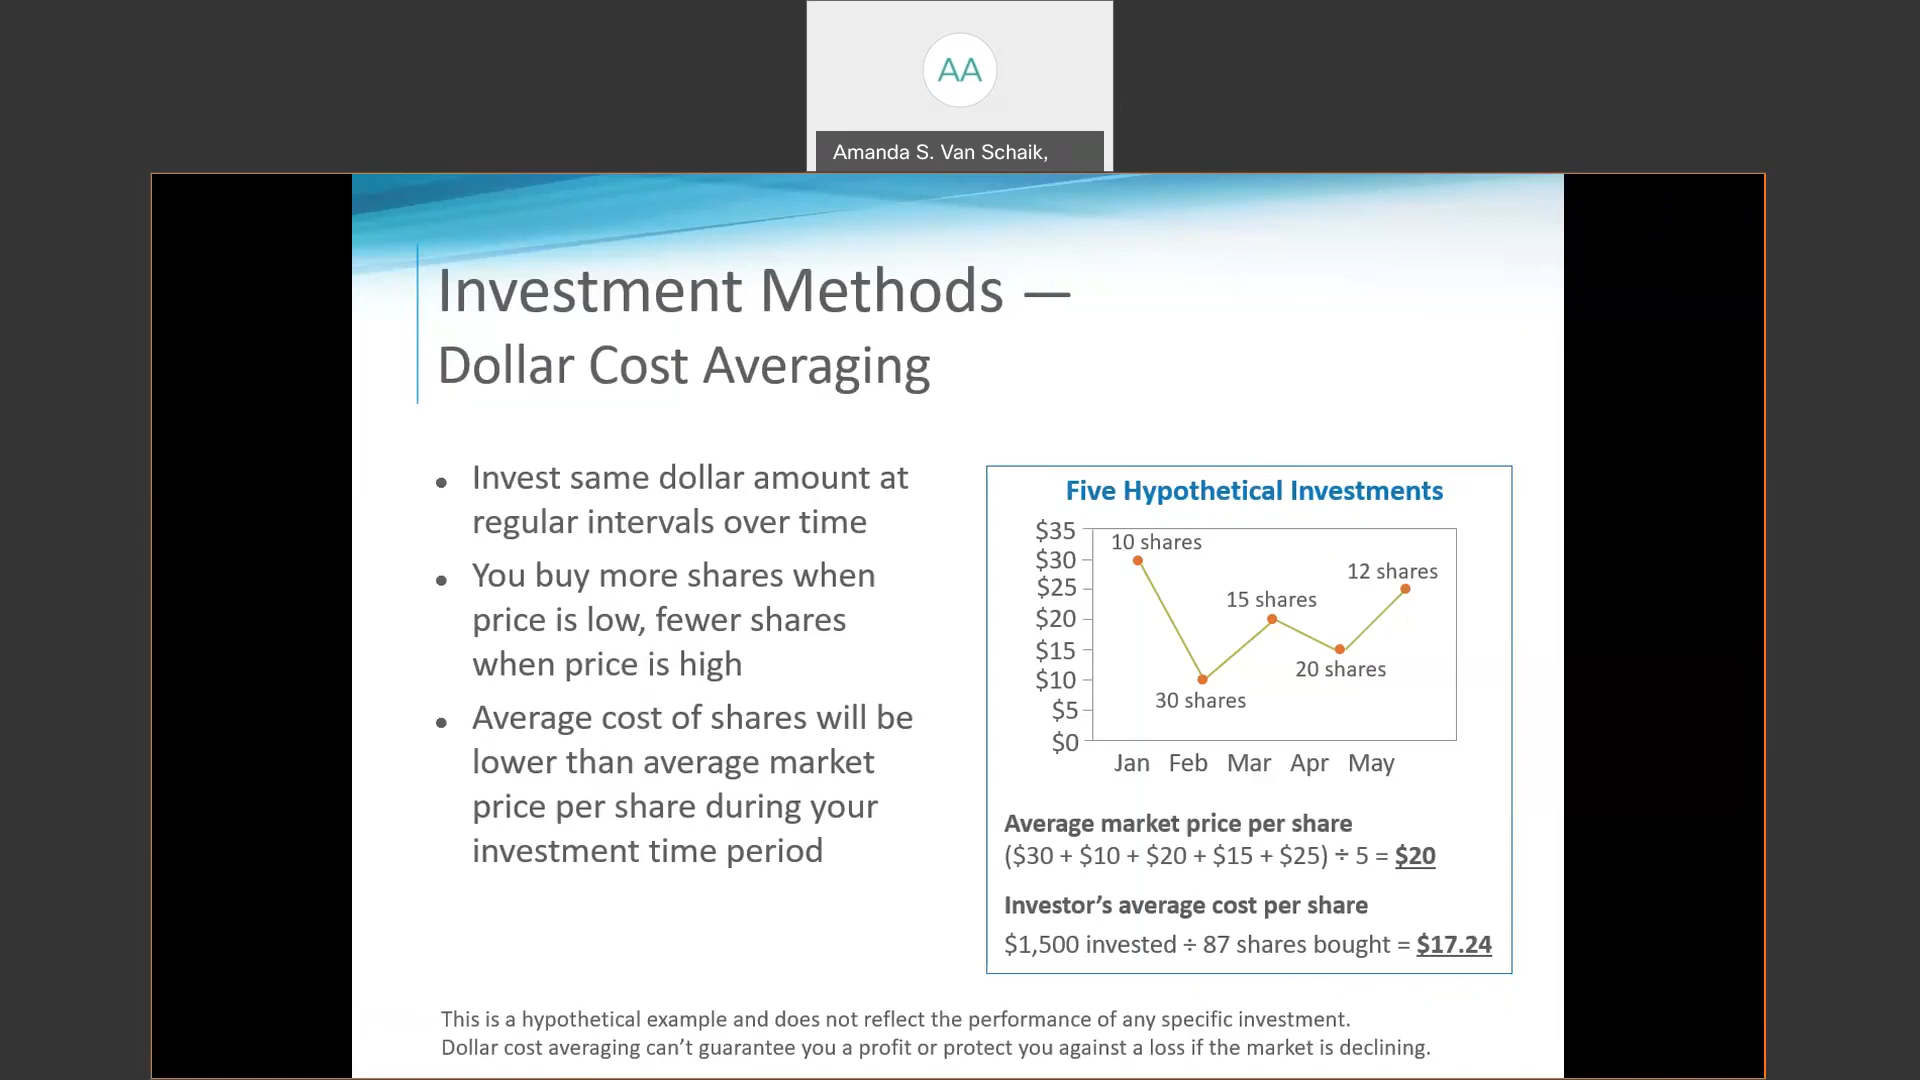 AA
Amanda S. Van Schaik,
Investment Methods —
Dollar Cost Averaging
• Invest same dollar amount at
regular intervals over time
• You buy more shares when
price is low, fewer shares
when price is high
• Average cost of shares will be
lower than average market
price per share during your
investment time period
Five Hypothetical Investments
$35
$30
$25
$20
$15
$10
$5
$0
10 shares
30 shares
15 shares
20 shares
12 shares
Jan Feb Mar Apr May
Average market price per share
($30 + $10 + $20 + $15 + $25) ÷ 5 = $20
Investor’s average cost per share
$1,500 invested ÷ 87 shares bought = $17.24
This is a hypothetical example and does not reflect the performance of any specific investment.
Dollar cost averaging can’t guarantee you a profit or protect you against a loss if the market is declining.